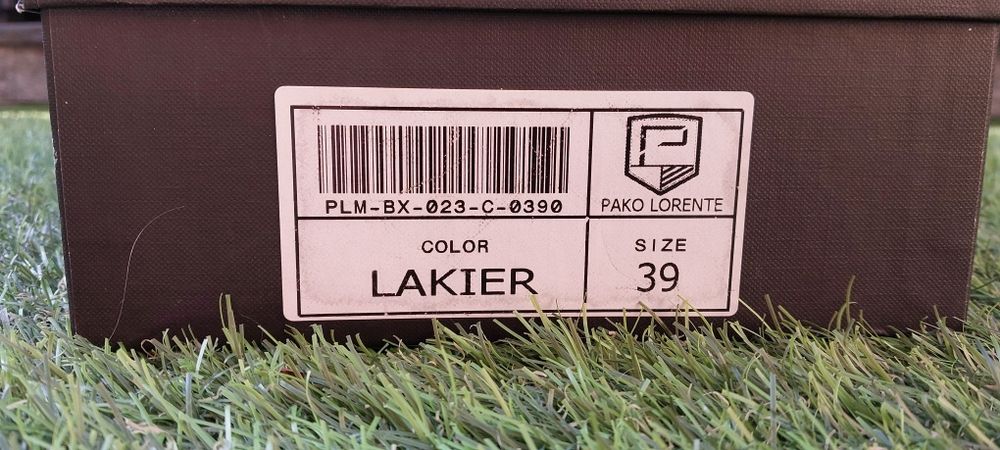 PLM-BX-023-C-0390
PAKO LORENTE
COLOR
LAKIER
SIZE
39